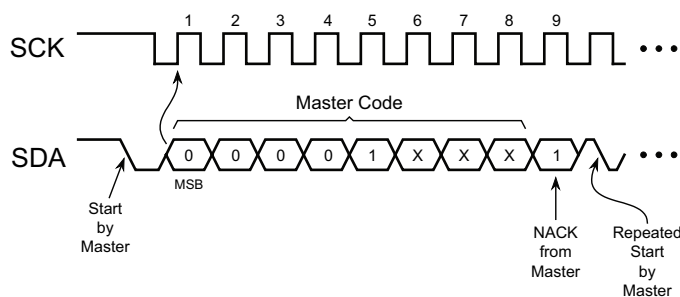 1 2 3 4 5 6 7 8 9
SCK
Master Code
SDA
0 0 0 0 1 X X X 1
MSB
Start
by
Master
NACK
from
Master
Repeated
Start
by
Master